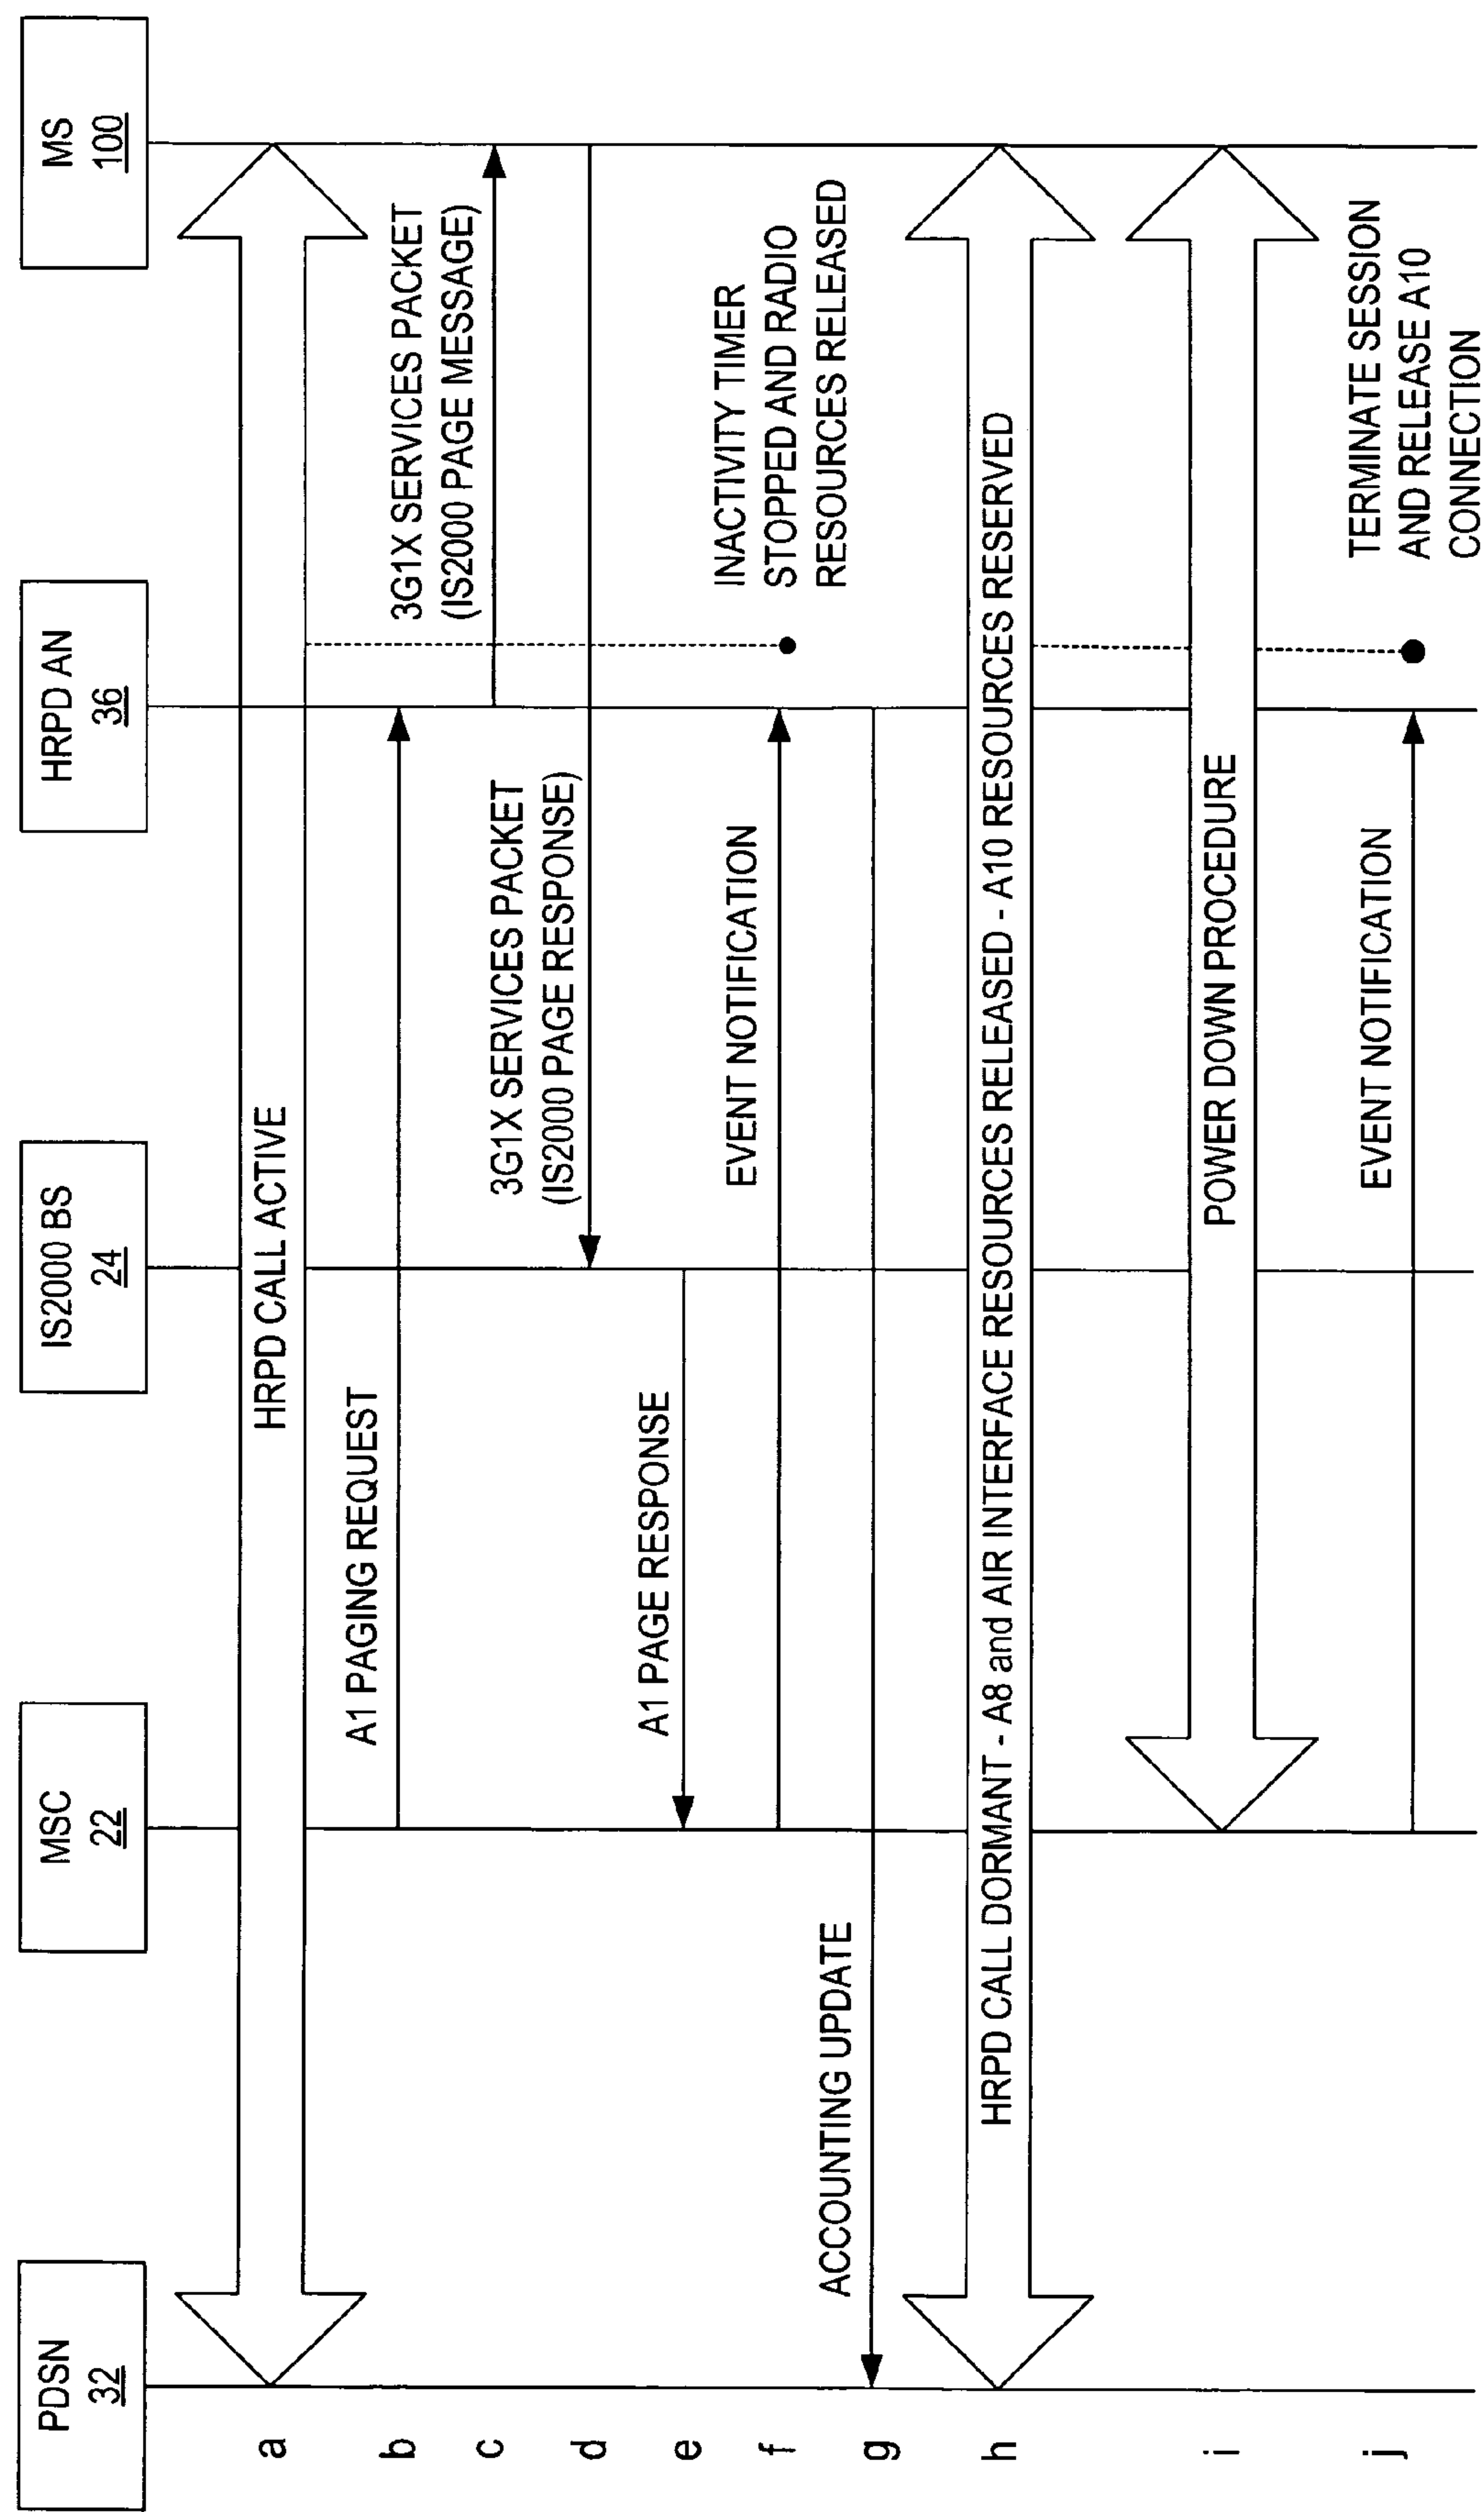 PDSN
32
MSC
22
IS2000 BS
24
HRPD AN
36
MS
100
a
HRPD CALL ACTIVE
b
A1 PAGING REQUEST
3G1X SERVICES PACKET
(IS2000 PAGE MESSAGE)
c
3G1X SERVICES PACKET
(IS2000 PAGE RESPONSE)
d
e
A1 PAGE RESPONSE
f
EVENT NOTIFICATION
INACTIVITY TIMER
STOPPED AND RADIO
RESOURCES RELEASED
g
ACCOUNTING UPDATE
h
HRPD CALL DORMANT - A8 and AIR INTERFACE RESOURCES RELEASED - A10 RESOURCES RESERVED
i
POWER DOWN PROCEDURE
j
EVENT NOTIFICATION
TERMINATE SESSION
AND RELEASE A10
CONNECTION